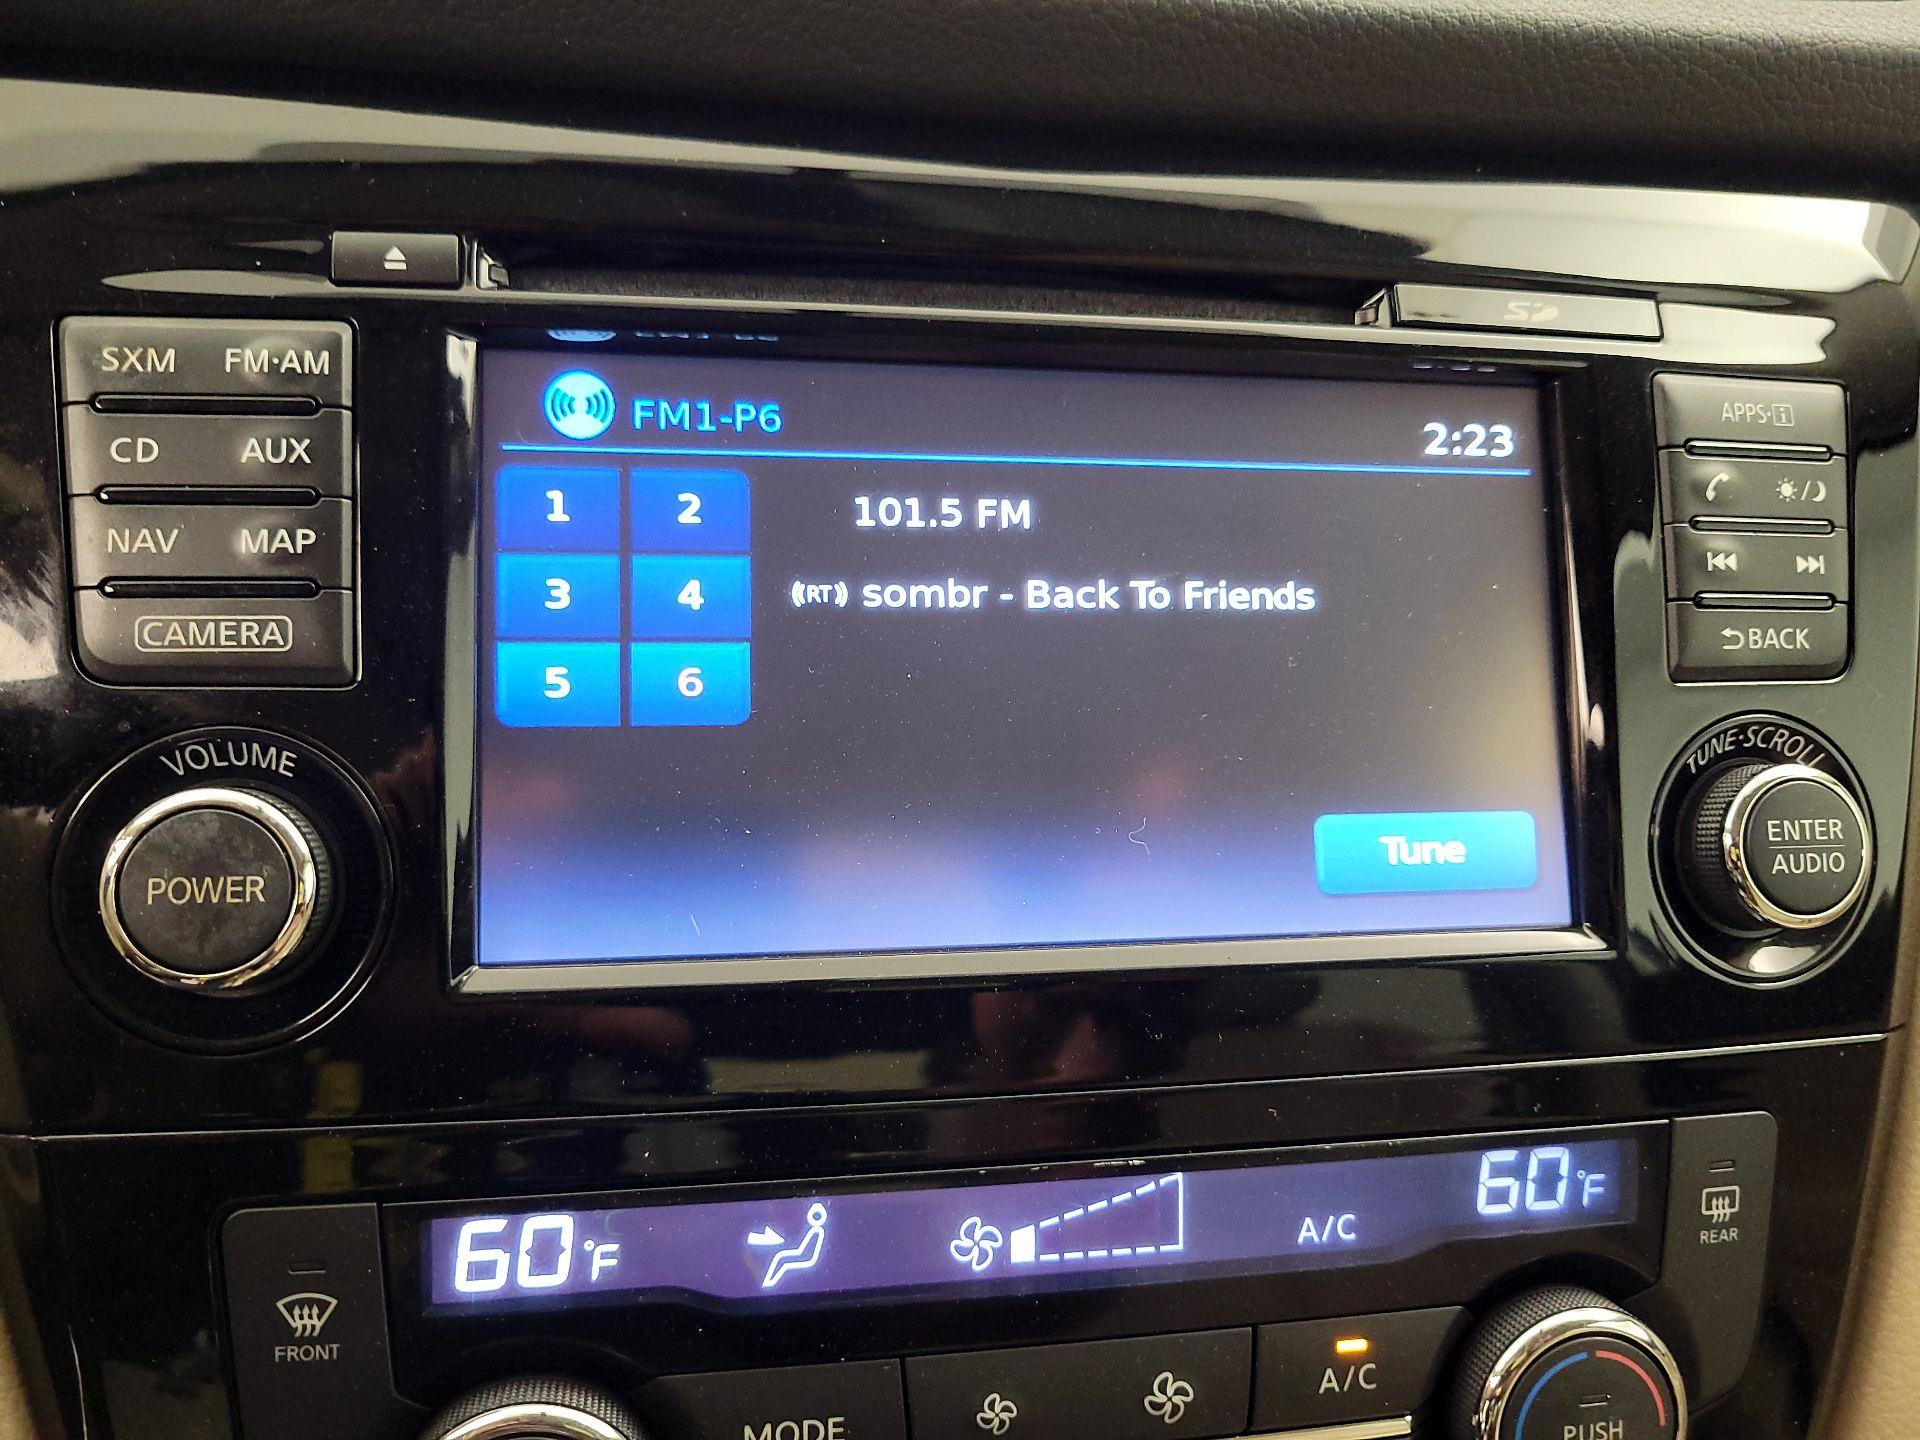 SD
SXM FM·AM
CD AUX
NAV MAP
CAMERA
VOLUME
POWER
FM1-P6
2:23
1 2
3 4
5 6
101.5 FM
((RT)) sombr - Back To Friends
Tune
APPS·i
BACK
TUNE·SCROLL
ENTER
AUDIO
60°F
A/C
60°F
FRONT
REAR
MODE
A/C
PUSH